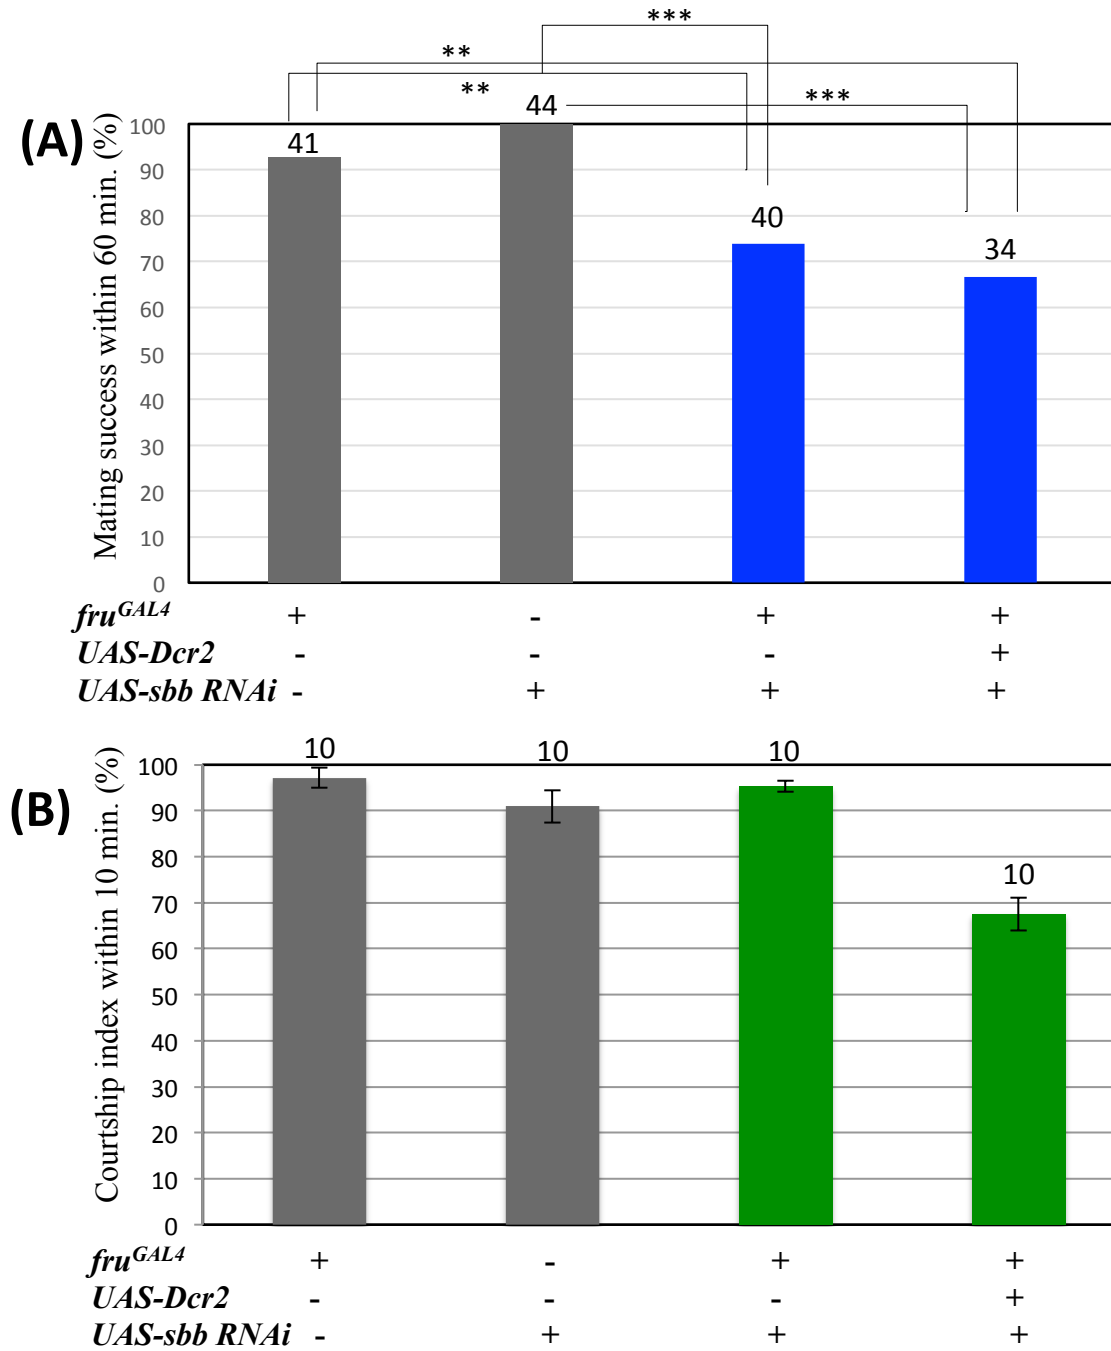 ***
**
**
***
44
(A)
Mating success within 60 min. (%)
100
41
90
80
40
70
34
60
50
40
30
20
10
0
fruGAL4 + - + +
UAS-Dcr2 - - - +
UAS-sbb RNAi - + + +
(B)
Courtship index within 10 min. (%)
10 10 10
100
90
80
10
70
60
50
40
30
20
10
0
fruGAL4 + - + +
UAS-Dcr2 - - - +
UAS-sbb RNAi - + + +